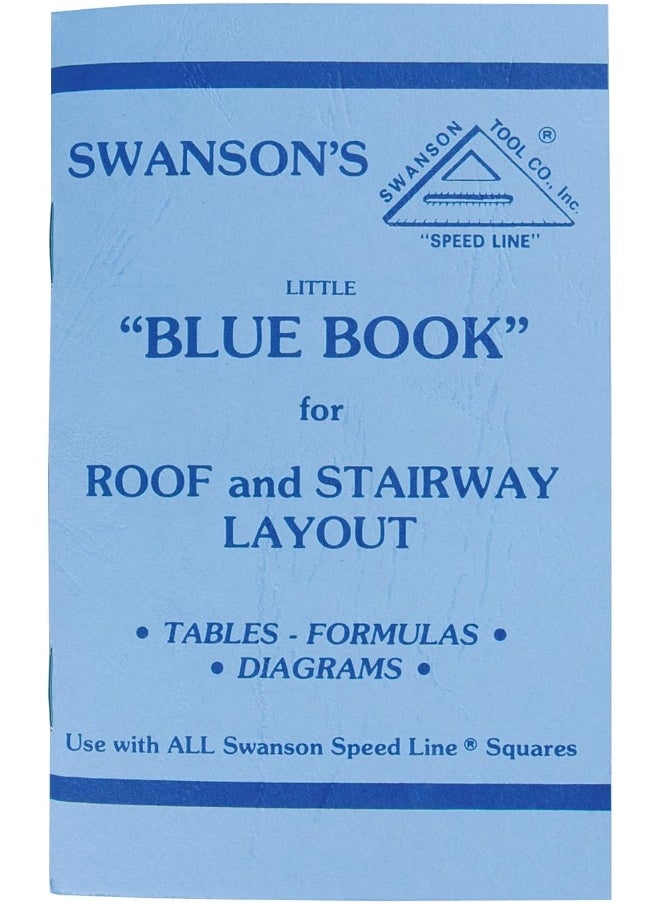 SWANSON'S
SWANSON TOOL CO., Inc. ®
"SPEED LINE"
LITTLE
“BLUE BOOK”
for
ROOF and STAIRWAY
LAYOUT
• TABLES - FORMULAS •
• DIAGRAMS •
Use with ALL Swanson Speed Line ® Squares